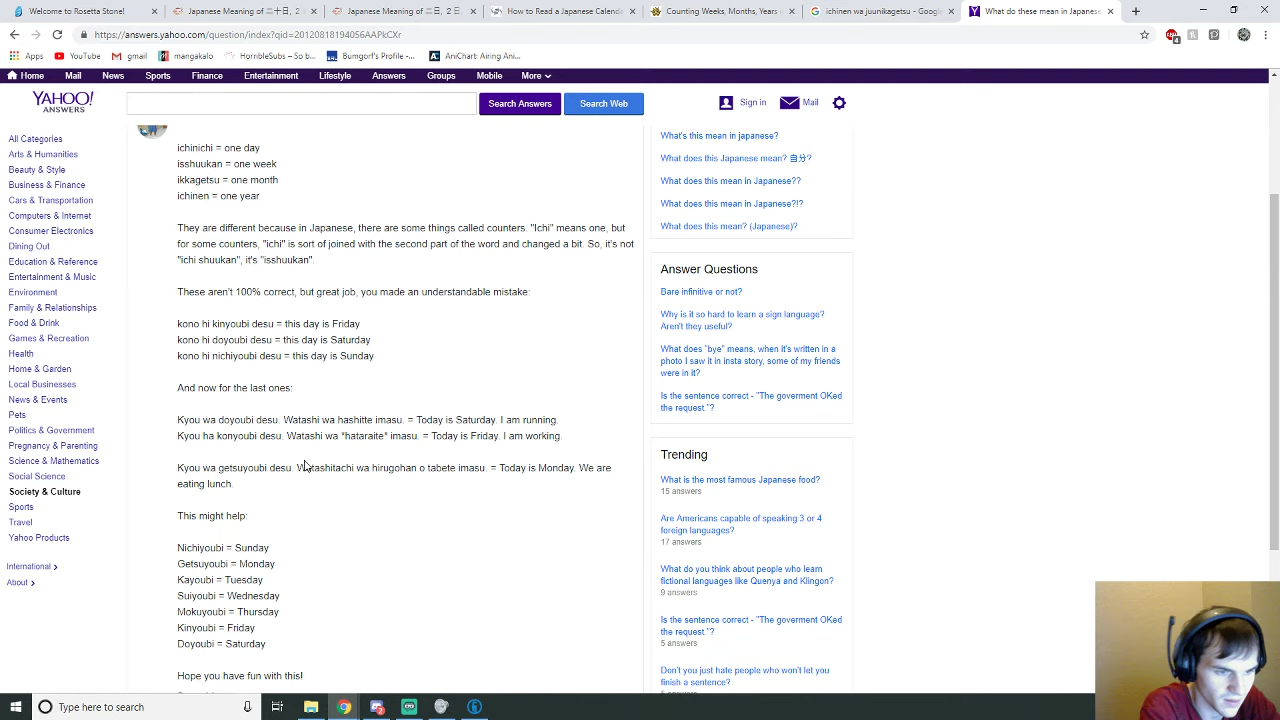 Welcome to Rosetta Stone!
Japanese Meaning of 一日, 2 
Japanese Meaning of 二日, 2 日
How to Read a Japanese Calende
Counting Weeks, Months, Years
ichinen wa juunikagetsu - Googl
What do these mean in Japanes
https://answers.yahoo.com/question/index?qid=20120818194056AAPkCXr
Apps YouTube gmail mangakalo HorribleSubs – So b... Bumgorf's Profile -... AniChart: Airing Ani...
Home Mail News Sports Finance Entertainment Lifestyle Answers Groups Mobile More
YAHOO!
ANSWERS
Search Answers
Search Web
Sign in
Mail
All Categories
Arts & Humanities
Beauty & Style
Business & Finance
Cars & Transportation
Computers & Internet
Consumer Electronics
Dining Out
Education & Reference
Entertainment & Music
Environment
Family & Relationships
Food & Drink
Games & Recreation
Health
Home & Garden
Local Businesses
News & Events
Pets
Politics & Government
Pregnancy & Parenting
Science & Mathematics
Social Science
Society & Culture
Sports
Travel
Yahoo Products
International
About
ichinichi = one day
isshuukan = one week
ikkagetsu = one month
ichinen = one year
They are different because in Japanese, there are some things called counters. "Ichi" means one, but
for some counters, "ichi" is sort of joined with the second part of the word and changed a bit. So, it's not
"ichi shuukan", it's "isshuukan".
These aren't 100% correct, but great job, you made an understandable mistake:
kono hi kinyoubi desu = this day is Friday
kono hi doyoubi desu = this day is Saturday
kono hi nichiyoubi desu = this day is Sunday
And now for the last ones:
Kyou wa doyoubi desu. Watashi wa hashitte imasu. = Today is Saturday. I am running.
Kyou ha konyoubi desu. Watashi wa *hataraite* imasu. = Today is Friday. I am working.
Kyou wa getsuyoubi desu. Watashitachi wa hirugohan o tabete imasu. = Today is Monday. We are
eating lunch.
This might help:
Nichiyoubi = Sunday
Getsuyoubi = Monday
Kayoubi = Tuesday
Suiyoubi = Wednesday
Mokuyoubi = Thursday
Kinyoubi = Friday
Doyoubi = Saturday
Hope you have fun with this!
What's this mean in japanese?
What does this Japanese mean? 自分?
What does this mean in Japanese??
What does this mean in Japanese?!?
What does this mean? (Japanese)?
Answer Questions
Bare infinitive or not?
Why is it so hard to learn a sign language?
Aren't they useful?
What does "bye" means, when it's written in a
photo I saw it in insta story, some of my friends
were in it?
Is the sentence correct - "The goverment OKed
the request."?
Trending
What is the most famous Japanese food?
15 answers
Are Americans capable of speaking 3 or 4
foreign languages?
17 answers
What do you think about people who learn
fictional languages like Quenya and Klingon?
9 answers
Is the sentence correct - "The goverment OKed
the request."?
5 answers
Don't you just hate people who won't let you
finish a sentence?
Type here to search